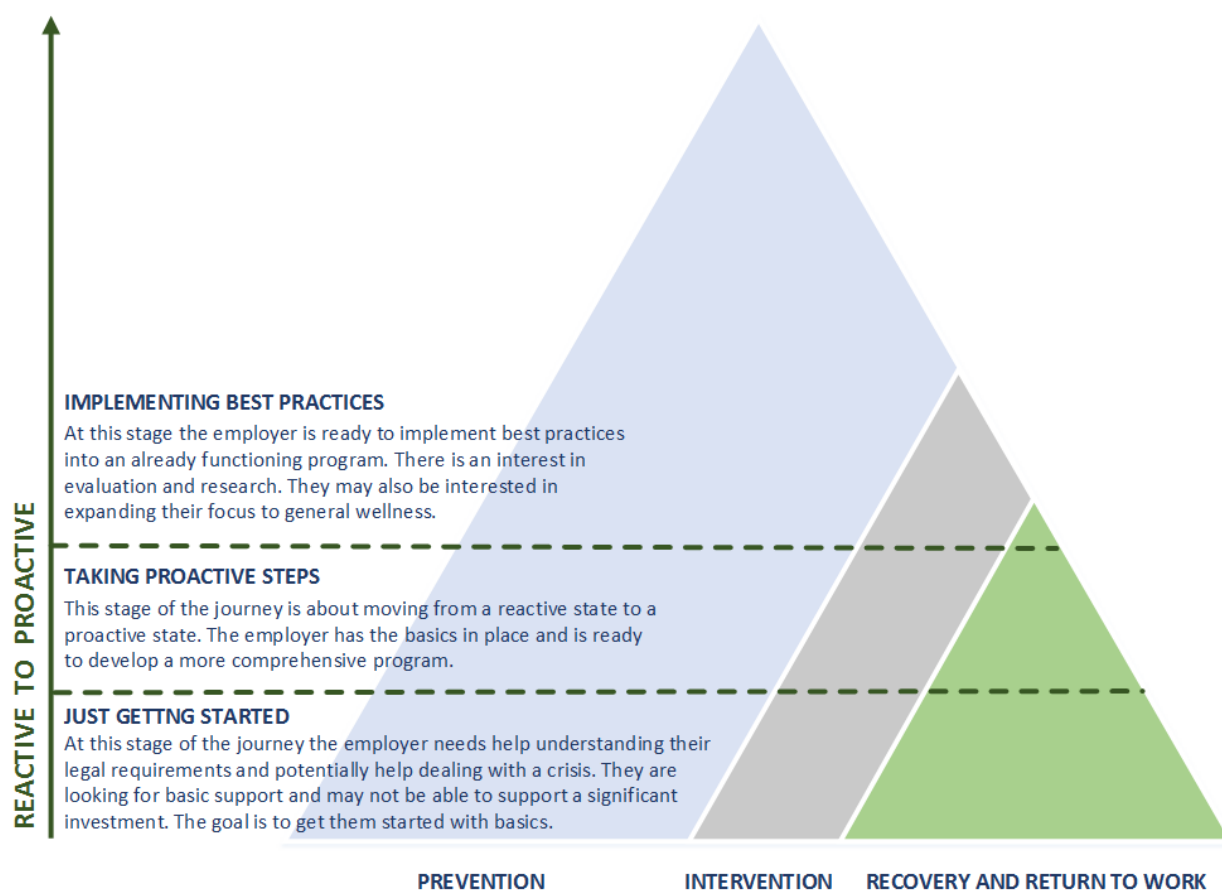 REACTIVE TO PROACTIVE
IMPLEMENTING BEST PRACTICES
At this stage the employer is ready to implement best practices
into an already functioning program. There is an interest in
evaluation and research. They may also be interested in
expanding their focus to general wellness.
TAKING PROACTIVE STEPS
This stage of the journey is about moving from a reactive state to a
proactive state. The employer has the basics in place and is ready
to develop a more comprehensive program.
JUST GETTNG STARTED
At this stage of the journey the employer needs help understanding their
legal requirements and potentially help dealing with a crisis. They are
looking for basic support and may not be able to support a significant
investment. The goal is to get them started with basics.
PREVENTION
INTERVENTION
RECOVERY AND RETURN TO WORK